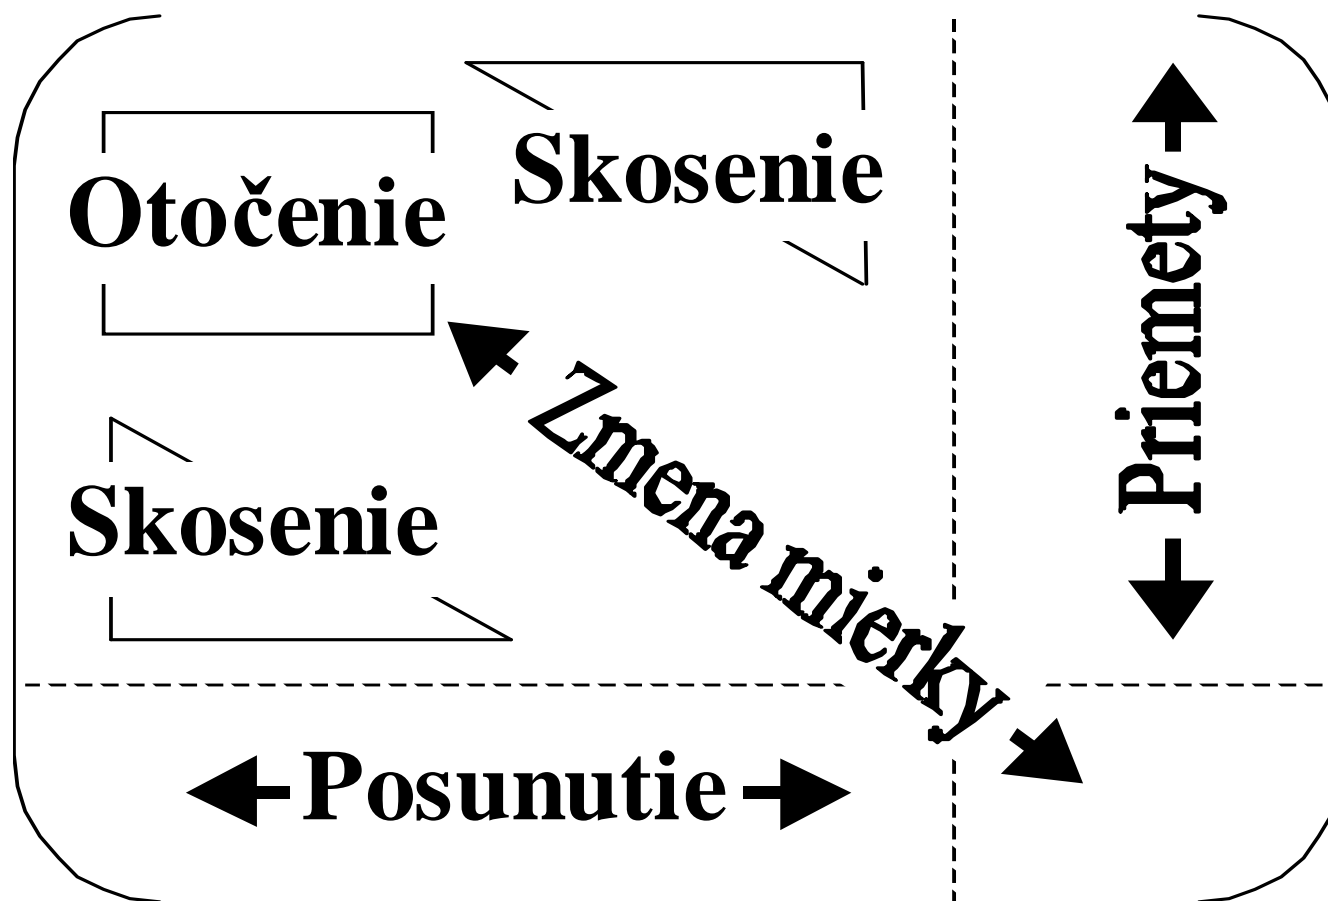 Skosenie
Otočenie
Priemety
Zmena mierky
Skosenie
Posunutie